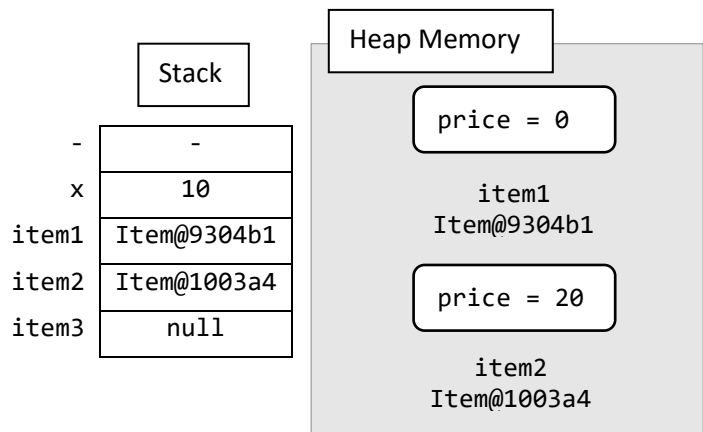 Heap Memory
Stack
price = 0
- -
x 10
item1
item1 Item@9304b1
Item@9304b1
item2 Item@1003a4
price = 20
item3 null
item2
Item@1003a4